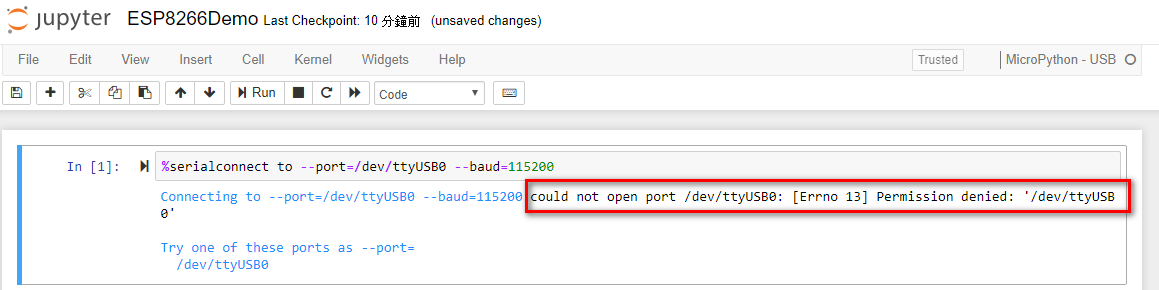 jupyter ESP8266Demo Last Checkpoint: 10 分鐘前 (unsaved changes)
File Edit View Insert Cell Kernel Widgets Help Trusted MicroPython - USB
Run Code
In [1]: %serialconnect to --port=/dev/ttyUSB0 --baud=115200
Connecting to --port=/dev/ttyUSB0 --baud=115200 could not open port /dev/ttyUSB0: [Errno 13] Permission denied: '/dev/ttyUSB
0'
Try one of these ports as --port=
/dev/ttyUSB0